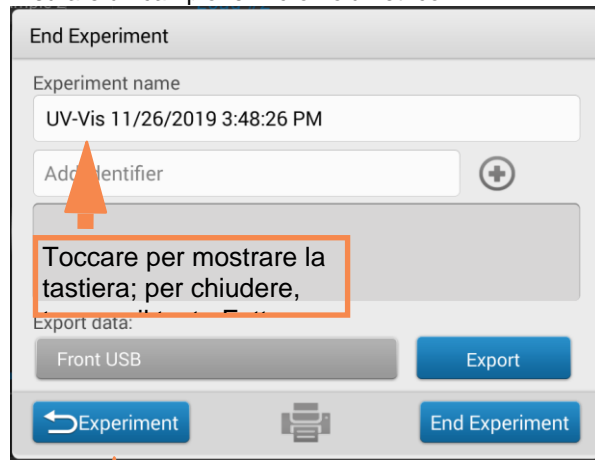 End Experiment
Experiment name
UV-Vis 11/26/2019 3:48:26 PM
Add identifier
Toccare per mostrare la
tastiera; per chiudere,
Export data:
Front USB
Export
Experiment
End Experiment